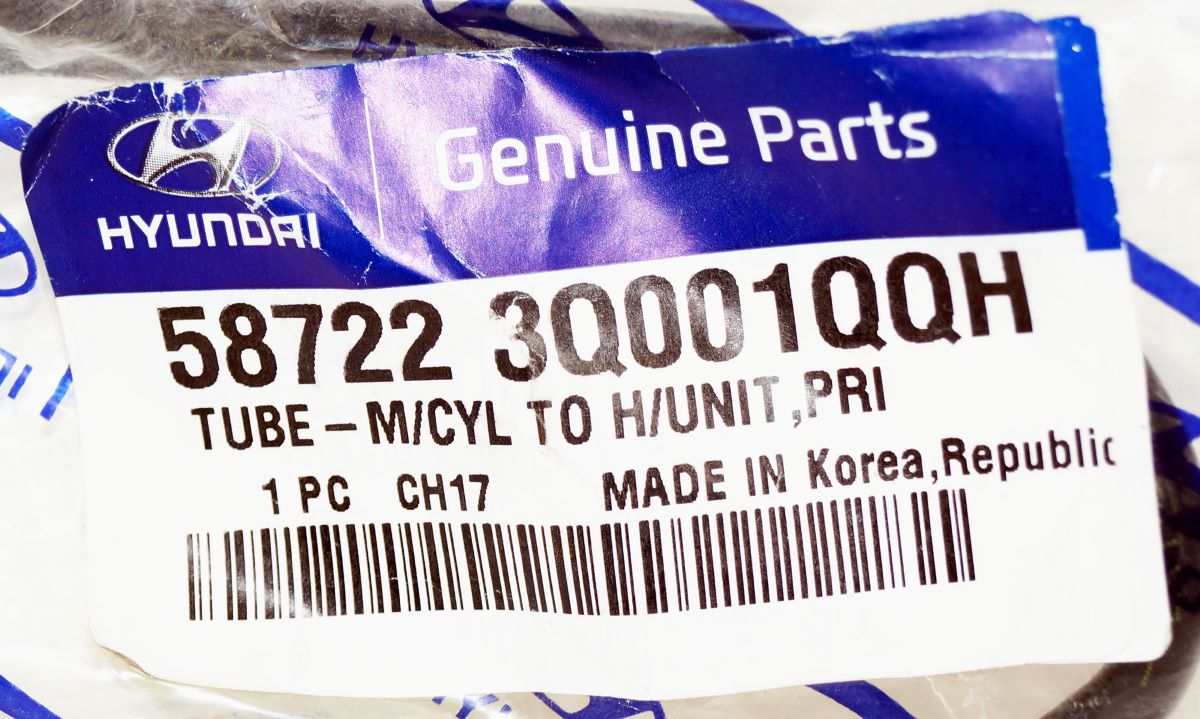 HYUNDAI
Genuine Parts
58722 3Q001QQH
TUBE-M/CYL TO H/UNIT,PRI
1 PC CH17 MADE IN Korea,Republic